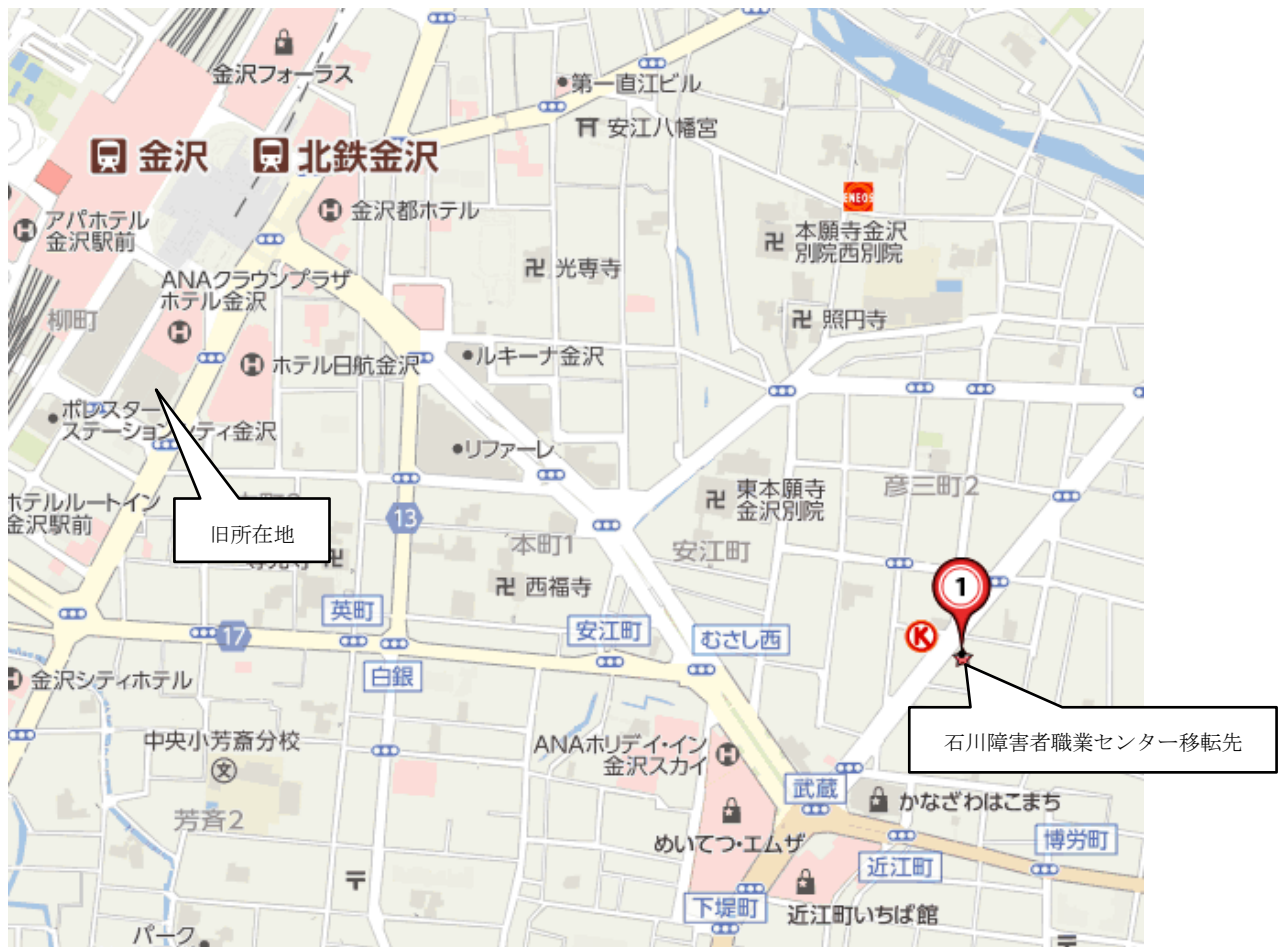 金沢フォーラス
第一直江ビル
安江八幡宮
金沢
北鉄金沢
ENEOS
金沢都ホテル
アパホテル
金沢駅前
本願寺金沢
別院西別院
光専寺
ANAクラウンプラザ
ホテル金沢
柳町
照円寺
ホテル日航金沢
ルキーナ金沢
ポレスター
ステーションシティ金沢
リファーレ
東本願寺
金沢別院
彦三町2
ホテルルートイン
金沢駅前
旧所在地
13
本町1
安江町
西福寺
1
英町
安江町
むさし西
17
K
白銀
金沢シティホテル
石川障害者職業センター移転先
中央小芳斎分校
文
ANAホリデイ・イン
金沢スカイ
武蔵
かなざわはこまち
芳斉2
めいてつ・エムザ
博労町
近江町
下堤町
近江町いちば館
パーク